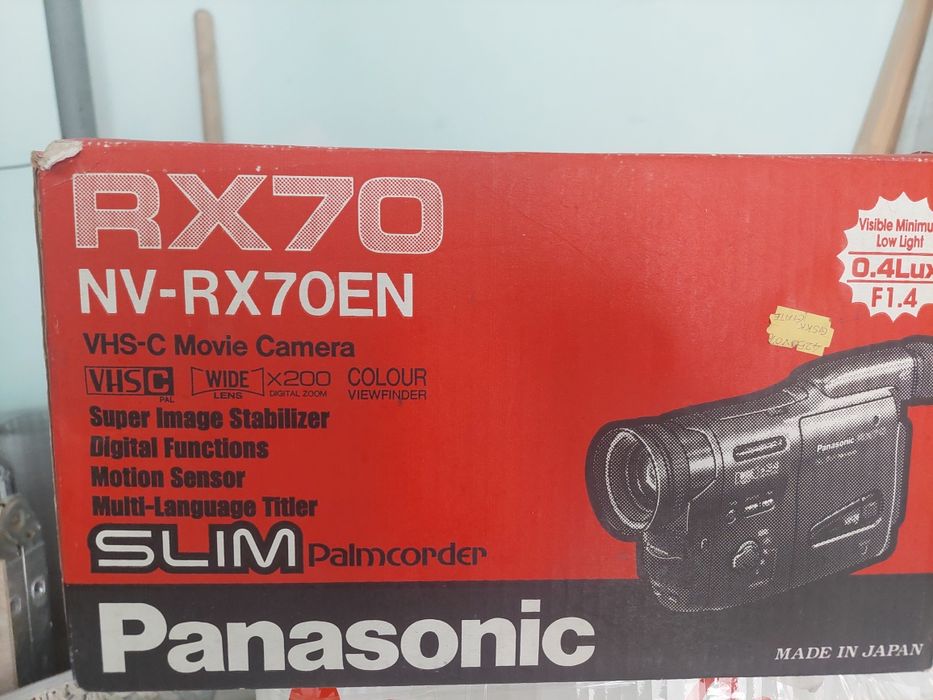 RX70
NV-RX70EN
VHS-C Movie Camera
VHS C PAL
WIDE LENS
X200 DIGITAL ZOOM
COLOUR VIEWFINDER
Super Image Stabilizer
Digital Functions
Motion Sensor
Multi-Language Titler
SLIM Palmcorder
Panasonic
Visible Minimu
Low Light
0.4Lux
F1.4
Panasonic
MADE IN JAPAN